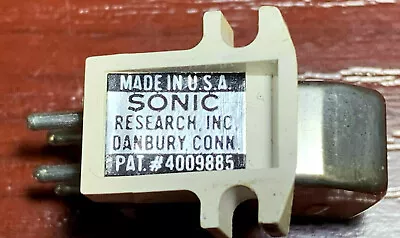 MADE IN U.S.A.
SONIC
RESEARCH, INC.
DANBURY, CONN.
PAT. #4009885